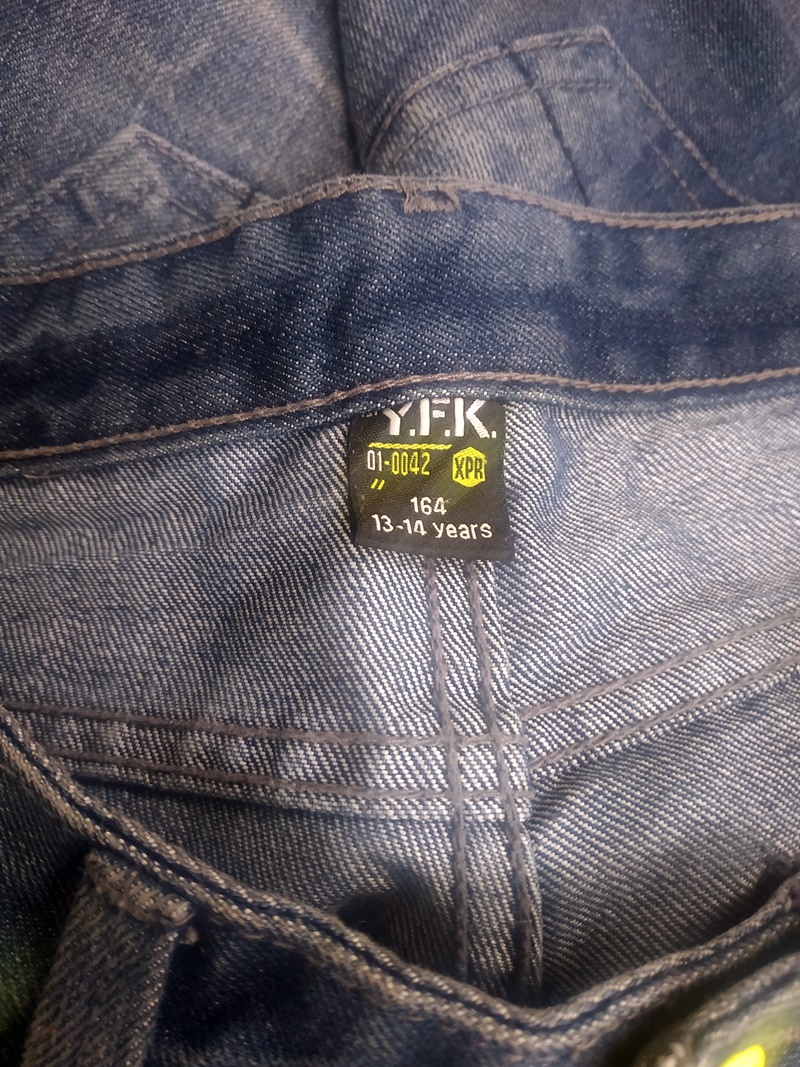 Y.F.K.
01-0042 XPR
"
164
13-14 years